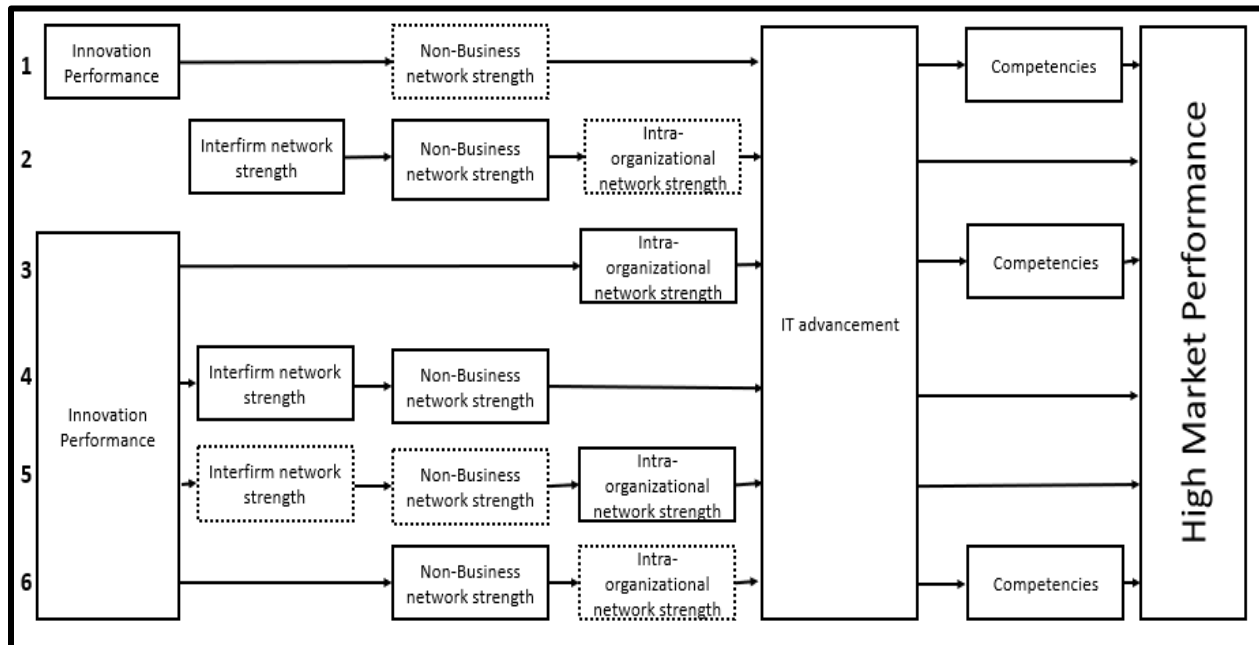 1
Innovation
Performance
Non-Business
network strength
Competencies
2
Interfirm network
strength
Non-Business
network strength
Intra-
organizational
network strength
3
Intra-
organizational
network strength
Competencies
IT advancement
High Market Performance
4
Interfirm network
strength
Non-Business
network strength
Innovation
Performance
5
Interfirm network
strength
Non-Business
network strength
Intra-
organizational
network strength
6
Non-Business
network strength
Intra-
organizational
network strength
Competencies